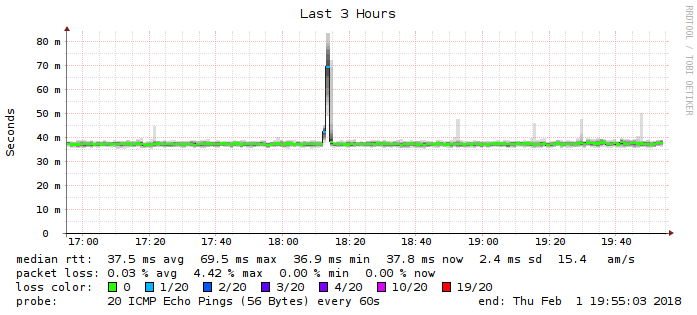 Last 3 Hours
RRDTOOL / TOBI OETIKER
Seconds
80 m
70 m
60 m
50 m
40 m
30 m
20 m
10 m
0
17:00 17:20 17:40 18:00 18:20 18:40 19:00 19:20 19:40
median rtt: 37.5 ms avg 69.5 ms max 36.9 ms min 37.8 ms now 2.4 ms sd 15.4 am/s
packet loss: 0.03 % avg 4.42 % max 0.00 % min 0.00 % now
loss color: 0 1/20 2/20 3/20 4/20 10/20 19/20
probe: 20 ICMP Echo Pings (56 Bytes) every 60s end: Thu Feb 1 19:55:03 2018